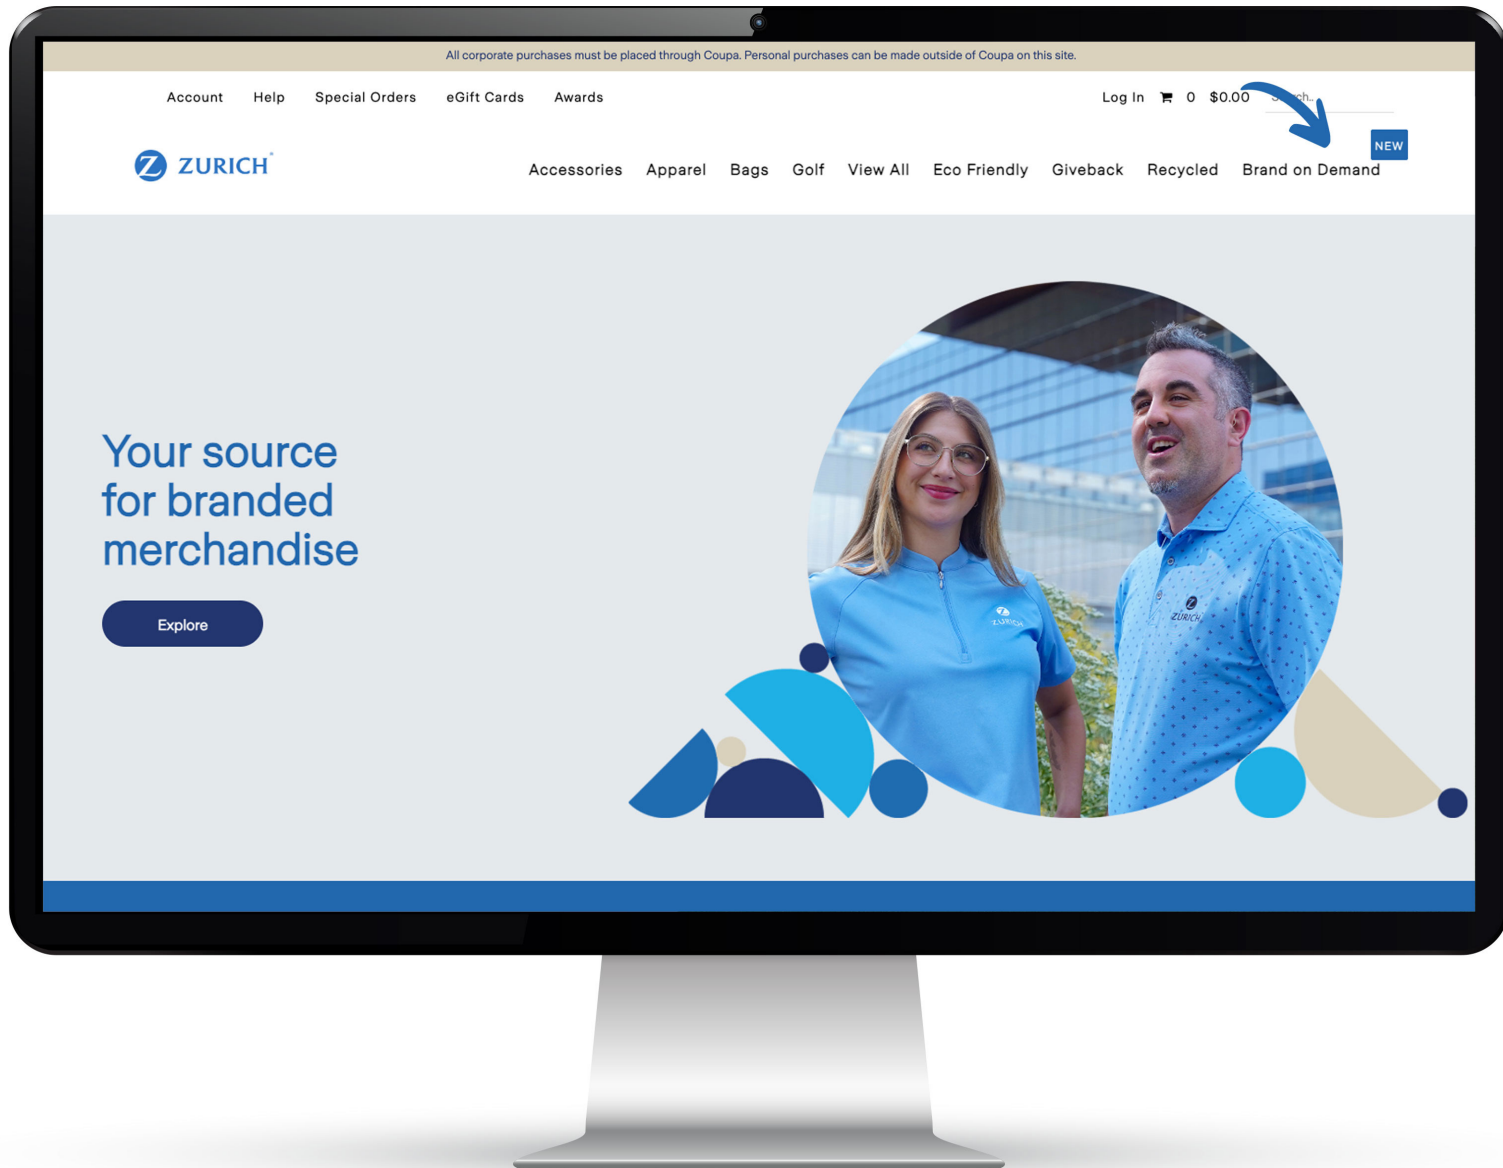 All corporate purchases must be placed through Coupa. Personal purchases can be made outside of Coupa on this site.
Account Help Special Orders eGift Cards Awards Log In 0 $0.00
NEW
ZURICH Accessories Apparel Bags Golf View All Eco Friendly Giveback Recycled Brand on Demand
Your source
for branded
merchandise
Explore
ZURICH
ZURICH